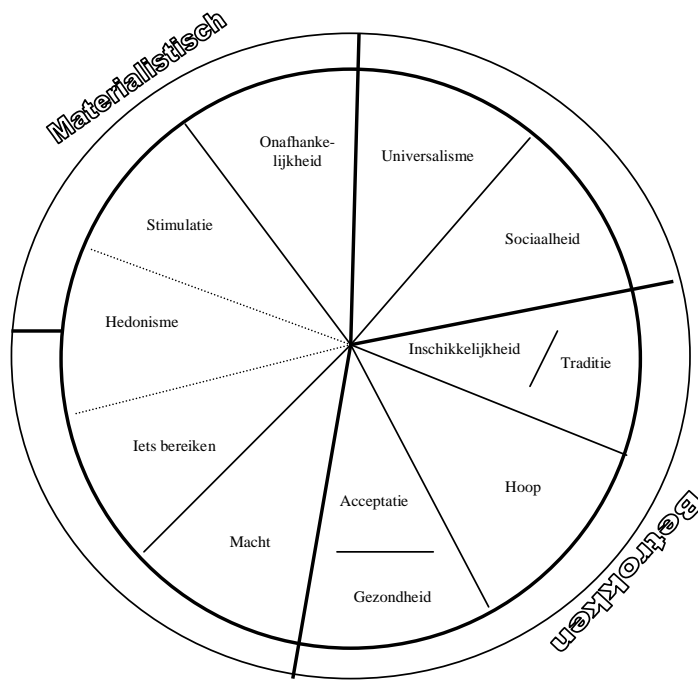 Materialistisch
Onafhanke-
lijkheid
Universalisme
Stimulatie
Sociaalheid
Hedonisme
Inschikkelijkheid
Traditie
Iets bereiken
Hoop
Acceptatie
Macht
Gezondheid
Betrokken